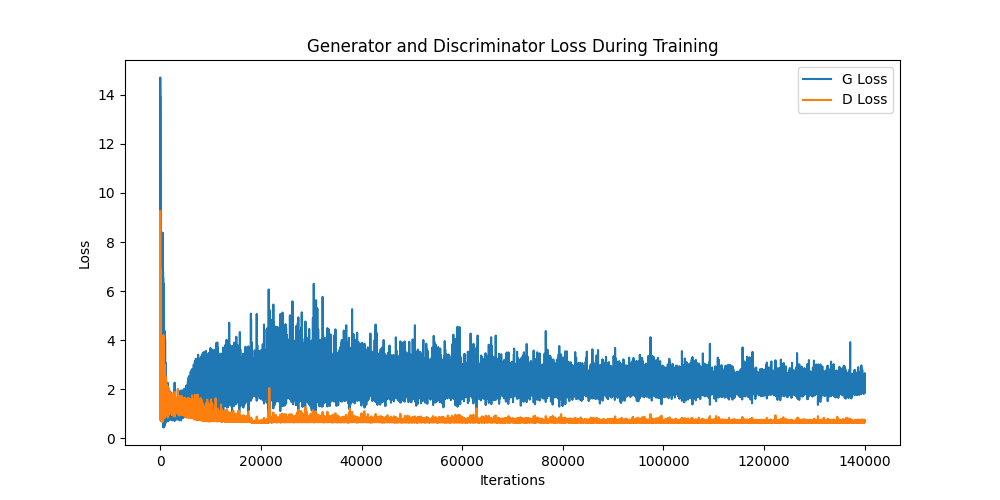 Generator and Discriminator Loss During Training
G Loss
D Loss
14
12
10
8
6
4
2
0
Loss
0 20000 40000 60000 80000 100000 120000 140000
Iterations